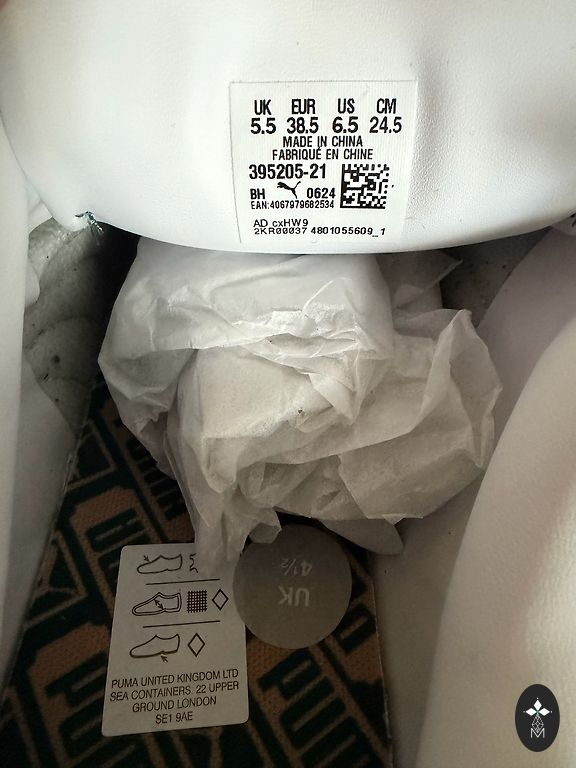 UK EUR US CM
5.5 38.5 6.5 24.5
MADE IN CHINA
FABRIQUÉ EN CHINE
395205-21
BH 0624
EAN:4067979682534
AD cxHW9
2KR00037 4801055609_1
UK
4½
PUMA UNITED KINGDOM LTD
SEA CONTAINERS. 22 UPPER
GROUND LONDON
SE1 9AE
PUMA
M